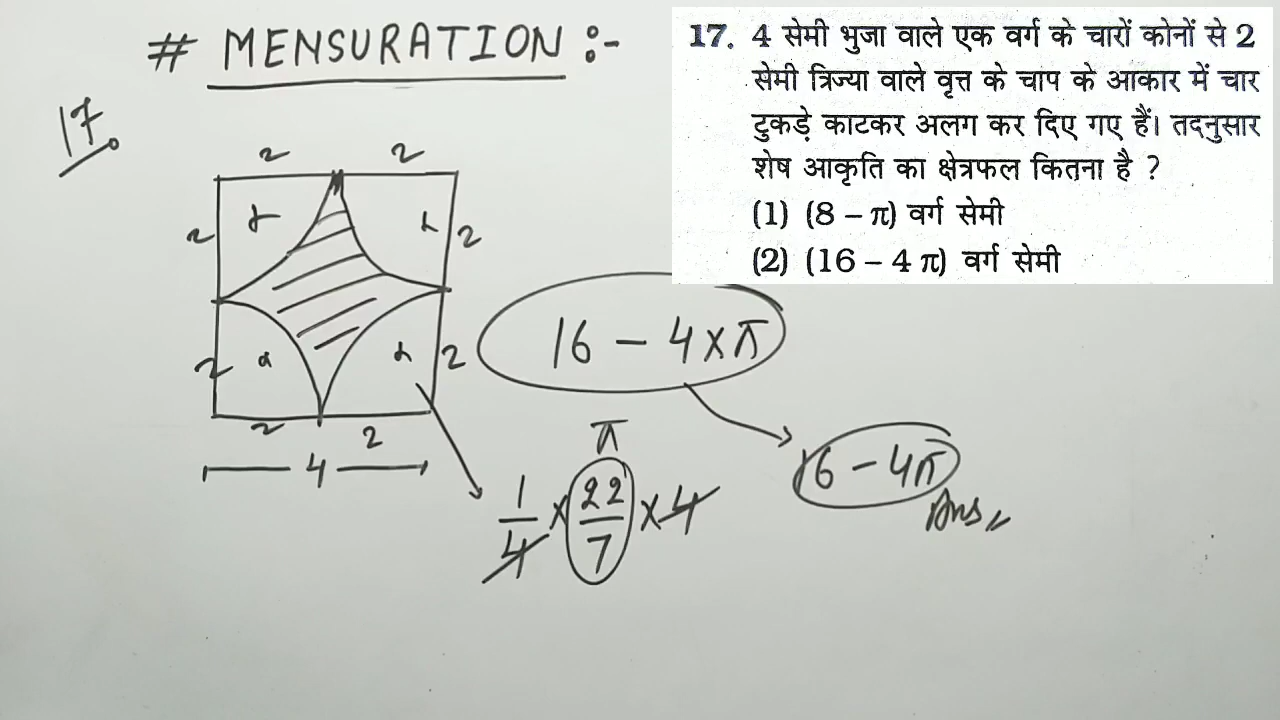 # MENSURATION :-
17.
17. 4 सेमी भुजा वाले एक वर्ग के चारों कोनों से 2
सेमी त्रिज्या वाले वृत्त के चाप के आकार में चार
टुकड़े काटकर अलग कर दिए गए हैं। तदनुसार
शेष आकृति का क्षेत्रफल कितना है ?
(1) (8 – π) वर्ग सेमी
(2) (16 – 4 π) वर्ग सेमी
2 2
2 2
2 2
2 2
4
16 – 4 × π
π
1/4 × 22/7 × 4
16 – 4π
Ans